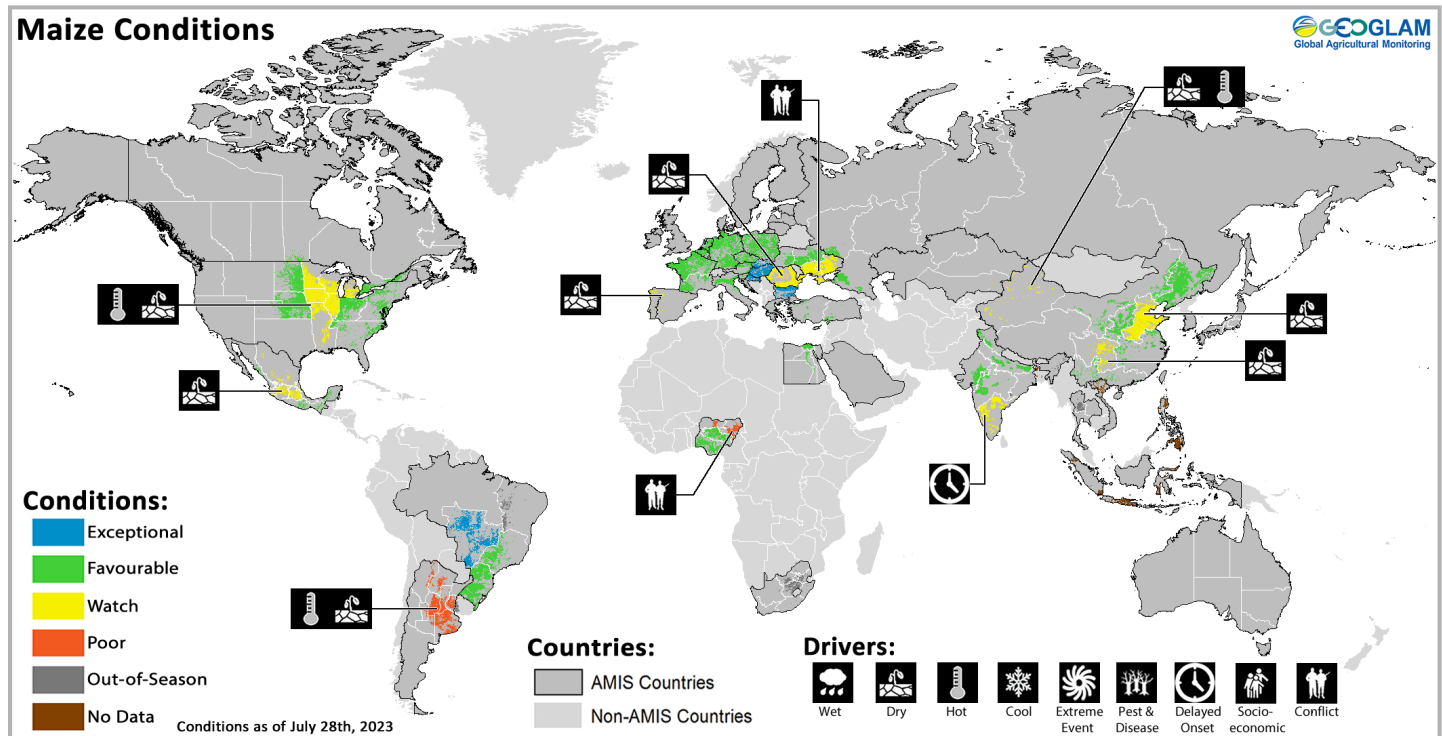 Maize Conditions
GEOGLAM
Global Agricultural Monitoring
Conditions:
Exceptional
Favourable
Watch
Poor
Out-of-Season
No Data
Conditions as of July 28th, 2023
Countries:
AMIS Countries
Non-AMIS Countries
Drivers:
Wet
Dry
Hot
Cool
Extreme
Event
Pest &
Disease
Delayed
Onset
Socio-
economic
Conflict